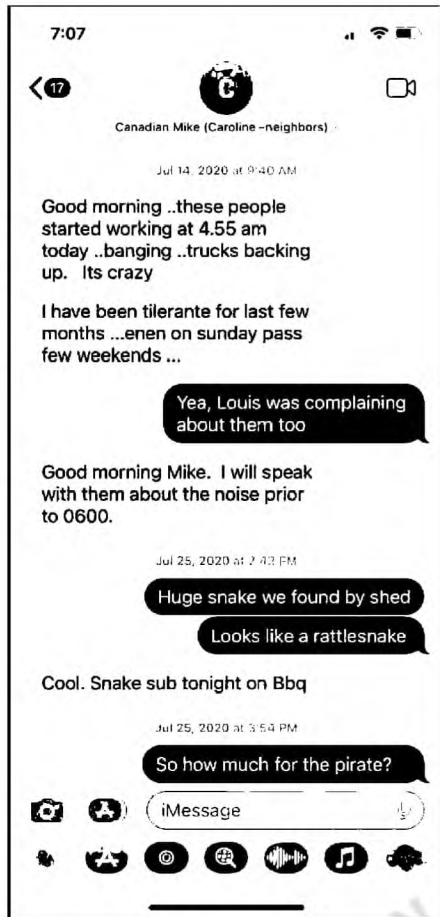 7:07
17
C
Canadian Mike (Caroline -neighbors)
Jul 14, 2020 at 9:40 AM
Good morning ..these people
started working at 4.55 am
today ..banging ..trucks backing
up. Its crazy
I have been tilerante for last few
months ...enen on sunday pass
few weekends ...
Yea, Louis was complaining
about them too
Good morning Mike. I will speak
with them about the noise prior
to 0600.
Jul 25, 2020 at 2:43 PM
Huge snake we found by shed
Looks like a rattlesnake
Cool. Snake sub tonight on Bbq
Jul 25, 2020 at 3:54 PM
So how much for the pirate?
iMessage